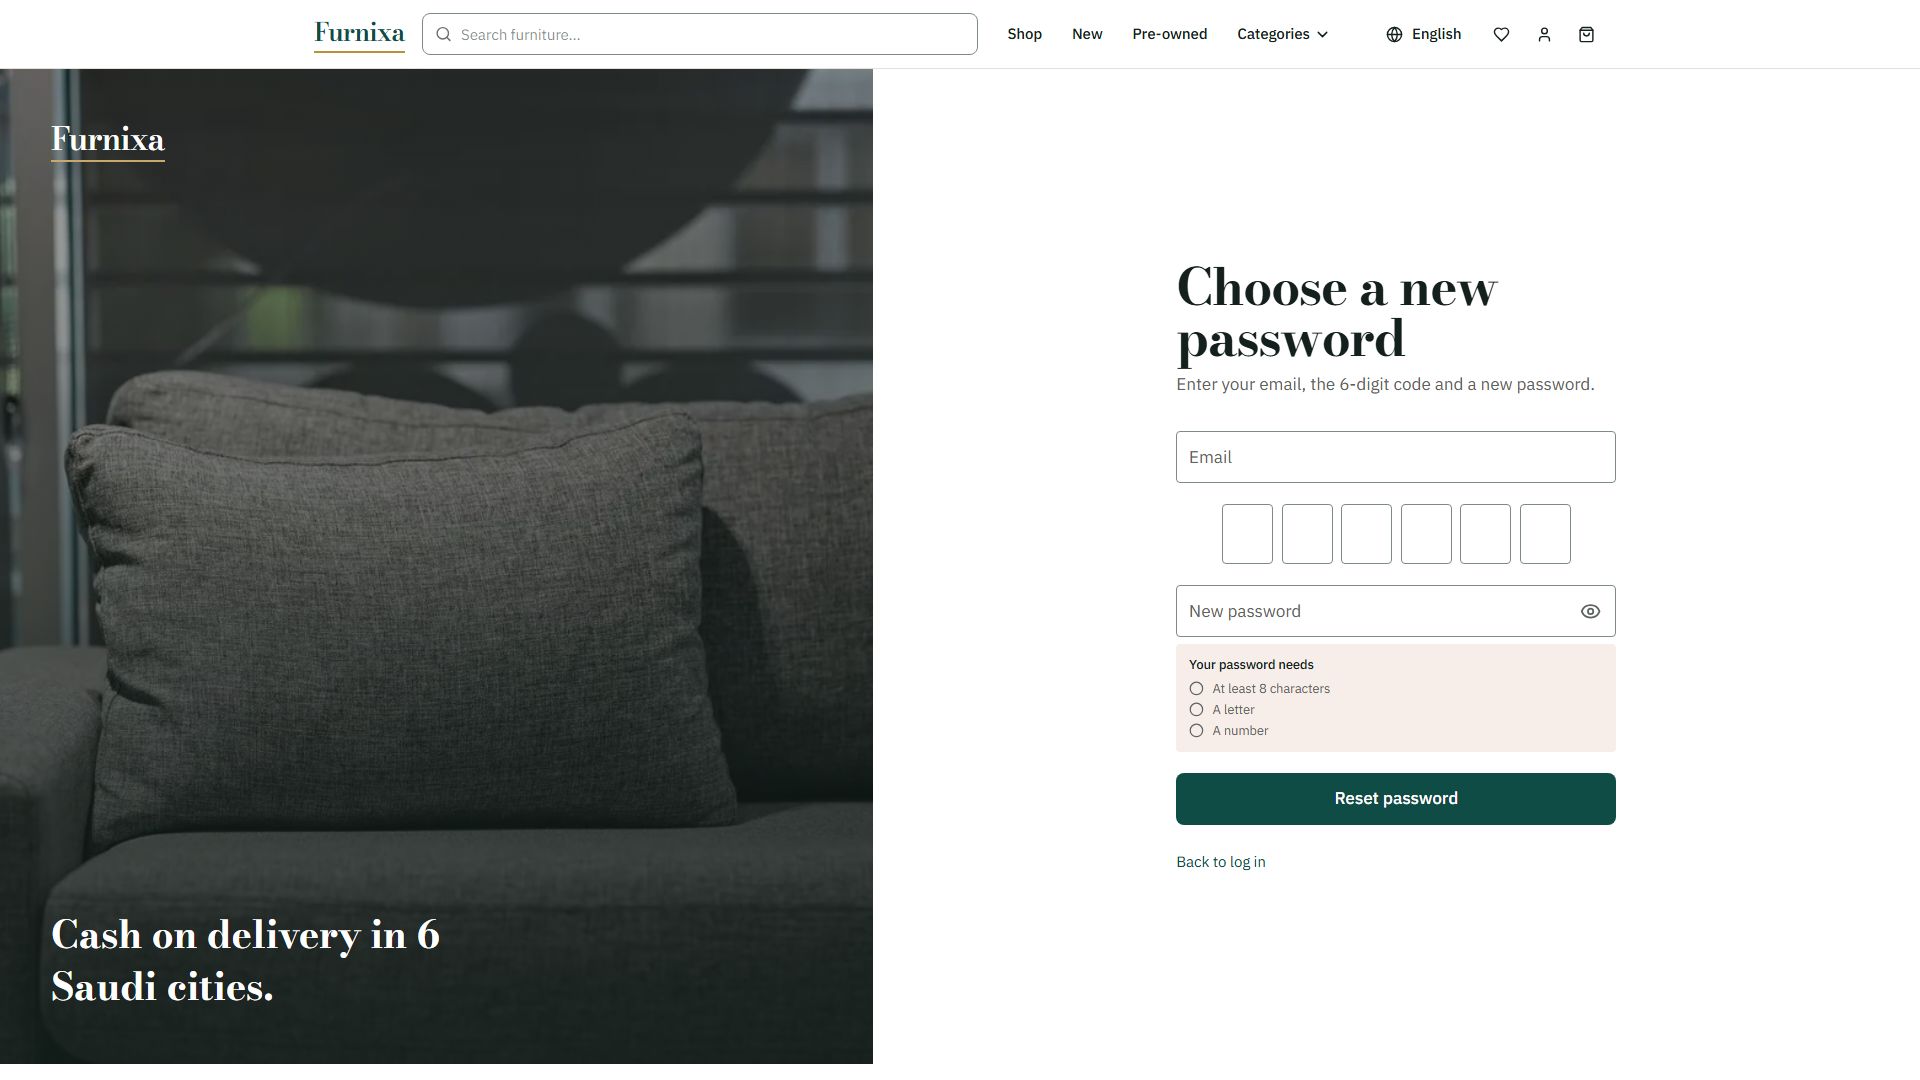 Furnixa
Search furniture...
Shop
New
Pre-owned
Categories
English
Furnixa
Cash on delivery in 6
Saudi cities.
Choose a new
password
Enter your email, the 6-digit code and a new password.
Email
New password
Your password needs
At least 8 characters
A letter
A number
Reset password
Back to log in